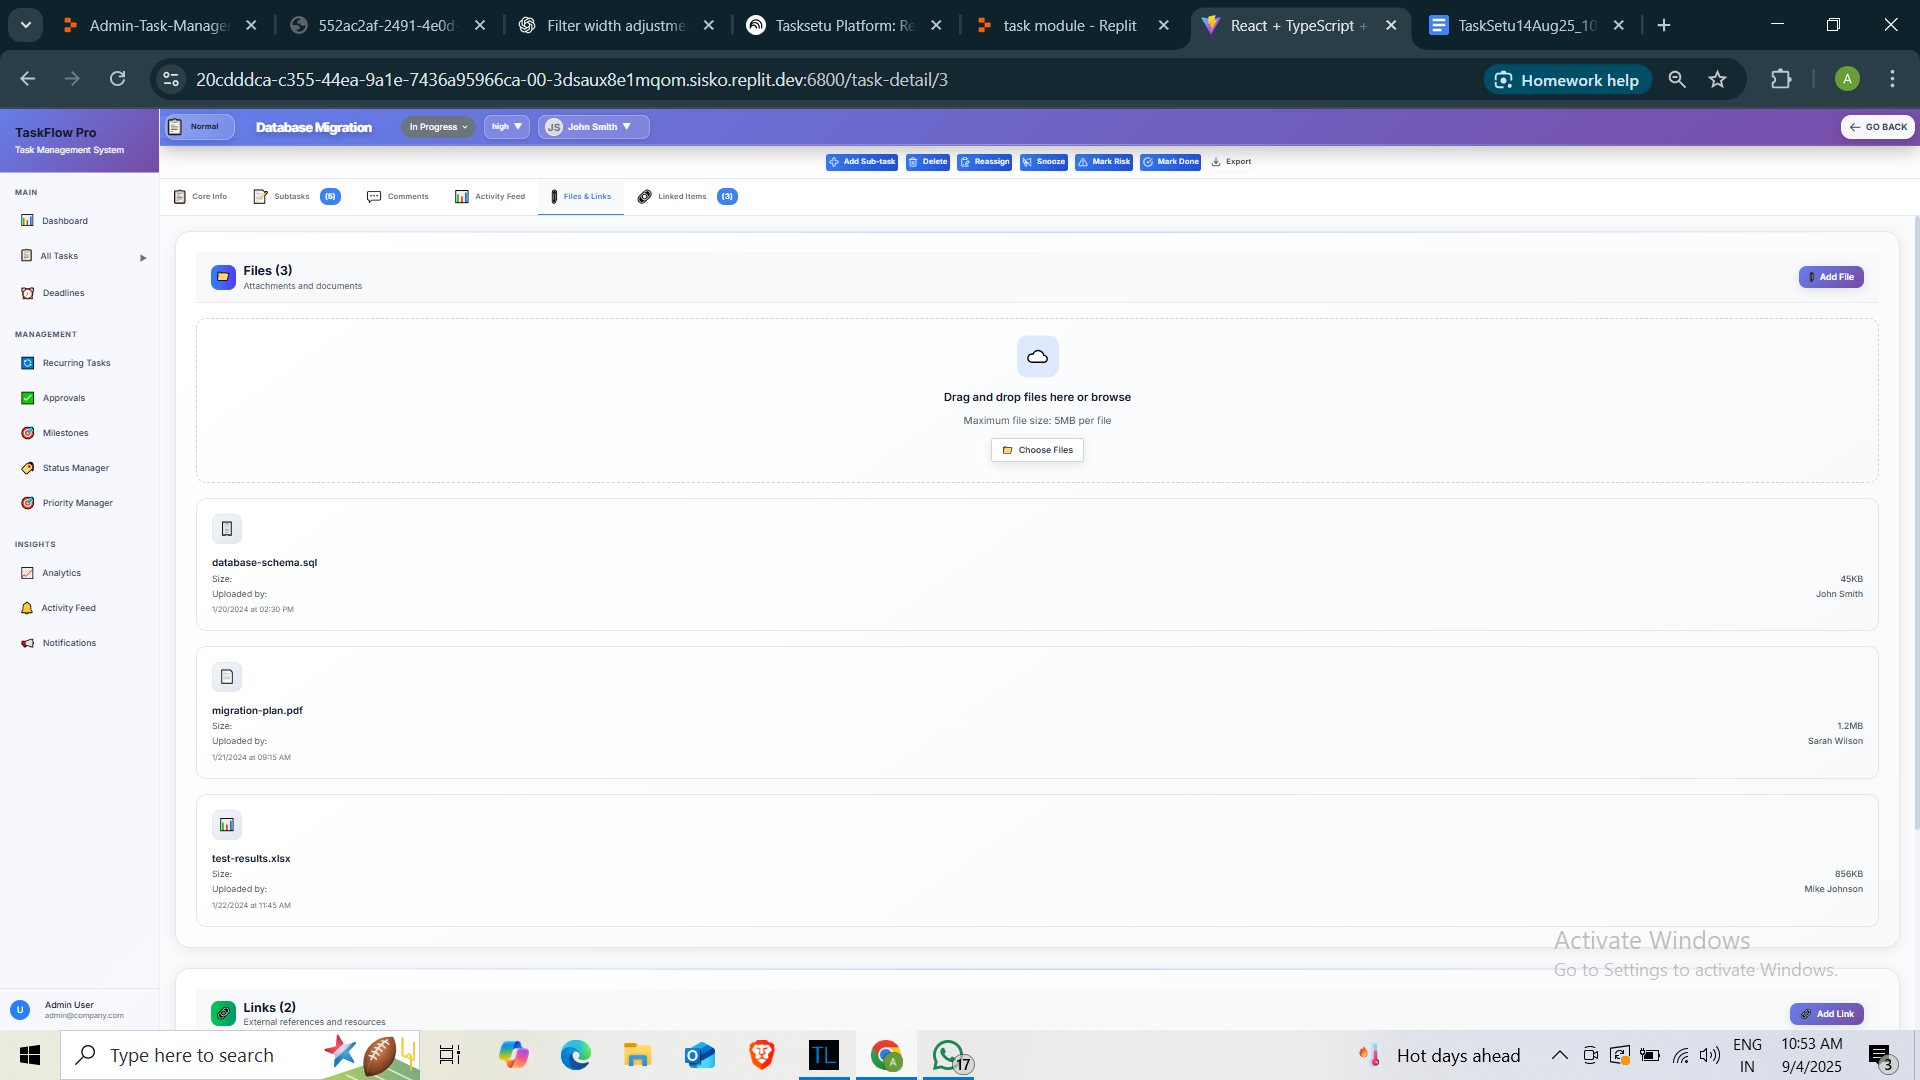 Admin-Task-Manage
552ac2af-2491-4e0d-
Filter width adjustme
Tasksetu Platform: Re
task module - Replit
React + TypeScript +
TaskSetu14Aug25_10
20cdddca-c355-44ea-9a1e-7436a95966ca-00-3dsaux8e1mqom.sisko.replit.dev:6800/task-detail/3
Homework help
A
TaskFlow Pro
Task Management System
Normal
Database Migration
In Progress
high
JS John Smith
GO BACK
Add Sub-task
Delete
Reassign
Snooze
Mark Risk
Mark Done
Export
Core Info
Subtasks (5)
Comments
Activity Feed
Files & Links
Linked Items (3)
MAIN
Dashboard
All Tasks
Deadlines
MANAGEMENT
Recurring Tasks
Approvals
Milestones
Status Manager
Priority Manager
INSIGHTS
Analytics
Activity Feed
Notifications
U
Admin User
admin@company.com
Files (3)
Attachments and documents
Add File
Drag and drop files here or browse
Maximum file size: 5MB per file
Choose Files
database-schema.sql
Size: 45KB
Uploaded by: John Smith
1/20/2024 at 02:30 PM
migration-plan.pdf
Size: 1.2MB
Uploaded by: Sarah Wilson
1/21/2024 at 09:15 AM
test-results.xlsx
Size: 856KB
Uploaded by: Mike Johnson
1/22/2024 at 11:45 AM
Links (2)
External references and resources
Add Link
Activate Windows
Go to Settings to activate Windows.
Type here to search
TL
A
17
Hot days ahead
ENG
IN
10:53 AM
9/4/2025
3